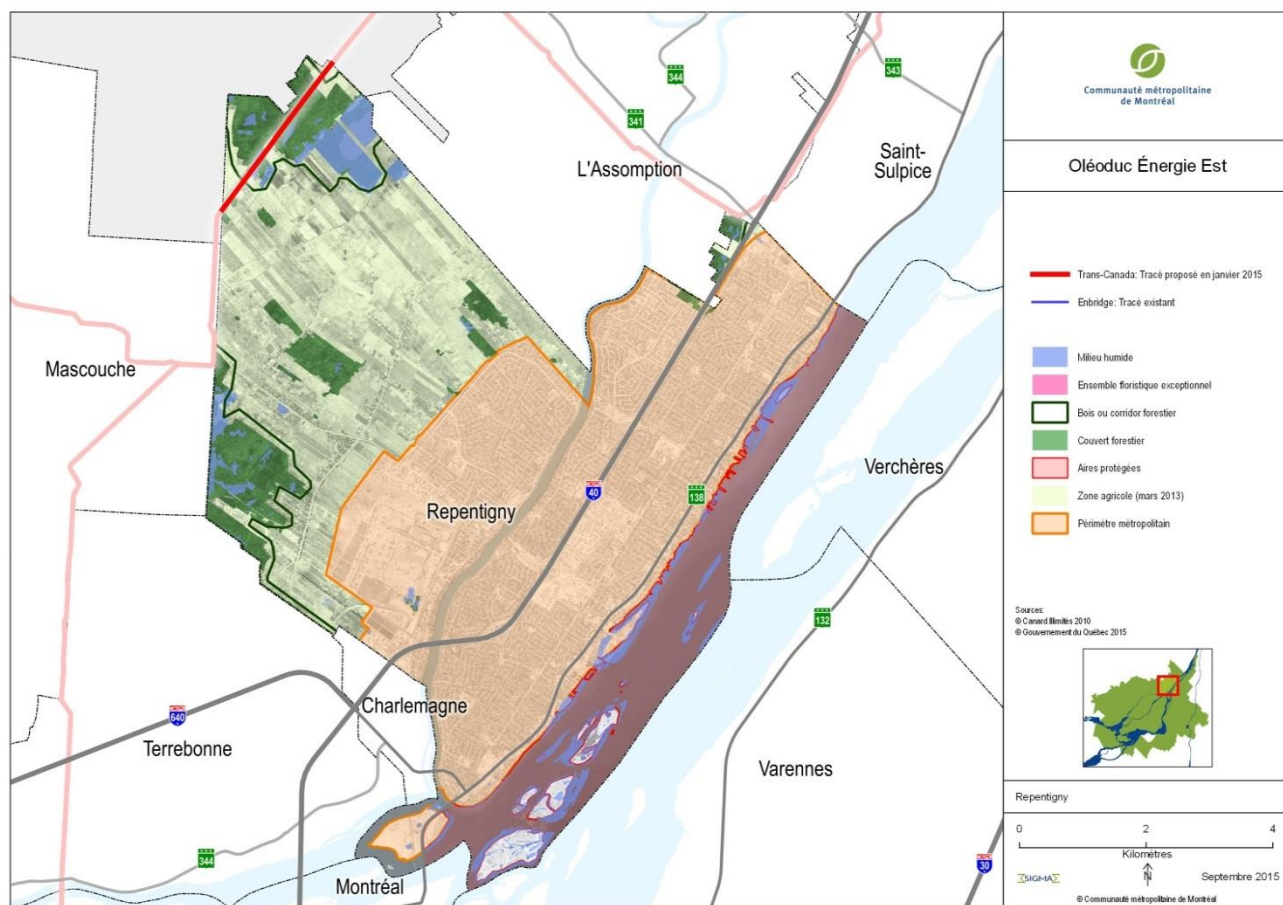 341
344
343
L'Assomption
Saint-
Sulpice
Mascouche
Verchères
Repentigny
40
138
132
640
Charlemagne
Terrebonne
Varennes
344
Montréal
30
Communauté métropolitaine
de Montréal
Oléoduc Énergie Est
Trans-Canada: Tracé proposé en janvier 2015
Enbridge: Tracé existant
Milieu humide
Ensemble floristique exceptionnel
Bois ou corridor forestier
Couvert forestier
Aires protégées
Zone agricole (mars 2013)
Périmètre métropolitain
Sources:
© Canard Illimités 2010
© Gouvernement du Québec 2015
Repentigny
0 2 4
Kilomètres
N
ΣSIGMAΣ Septembre 2015
© Communauté métropolitaine de Montréal